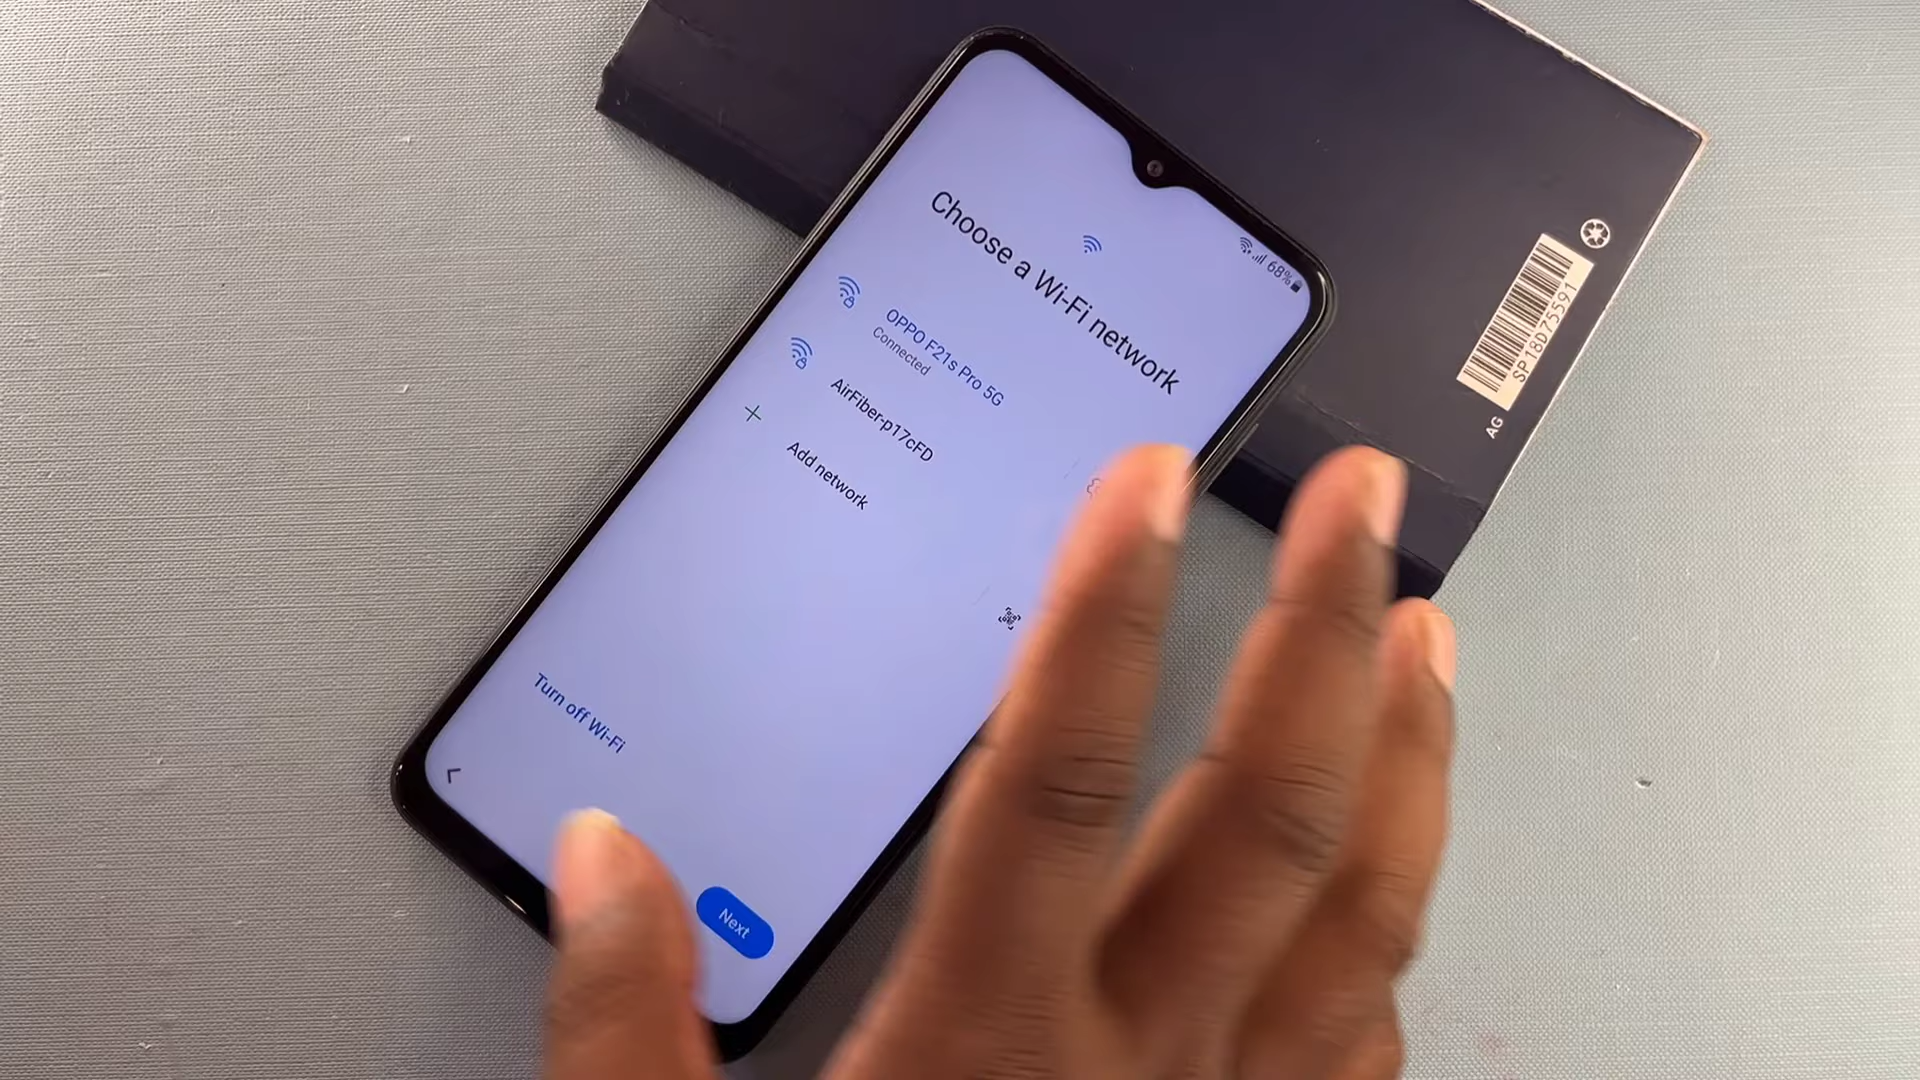 68%
Choose a Wi-Fi network
OPPO F21s Pro 5G
Connected
AirFiber-p17cFD
Add network
Turn off Wi-Fi
Next
SP18D75591
AG